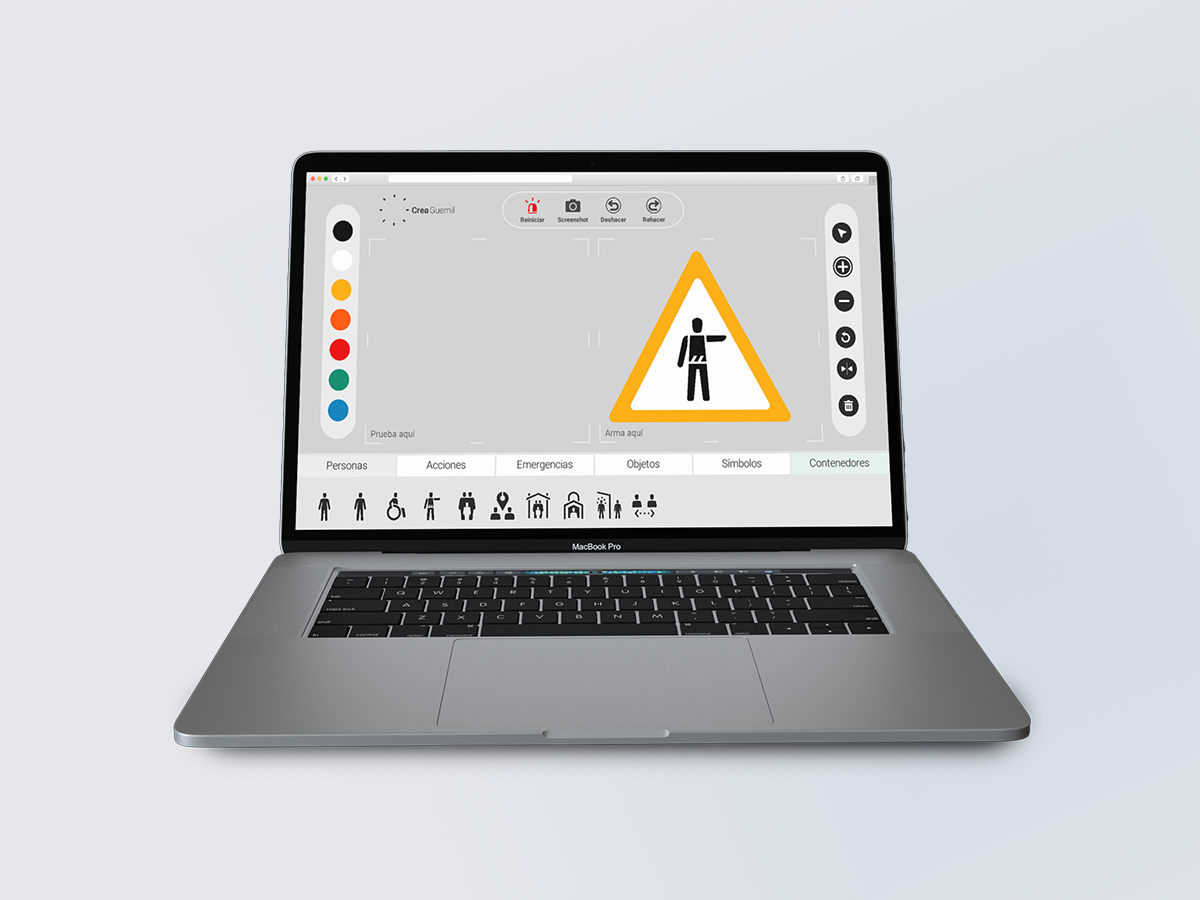 Crea Guemil
Reiniciar
Screenshot
Deshacer
Rehacer
Prueba aquí
Arma aquí
Personas
Acciones
Emergencias
Objetos
Símbolos
Contenedores
MacBook Pro
Q W E R T Y U I O P
A S D F G H J K L
Z X C V B N M